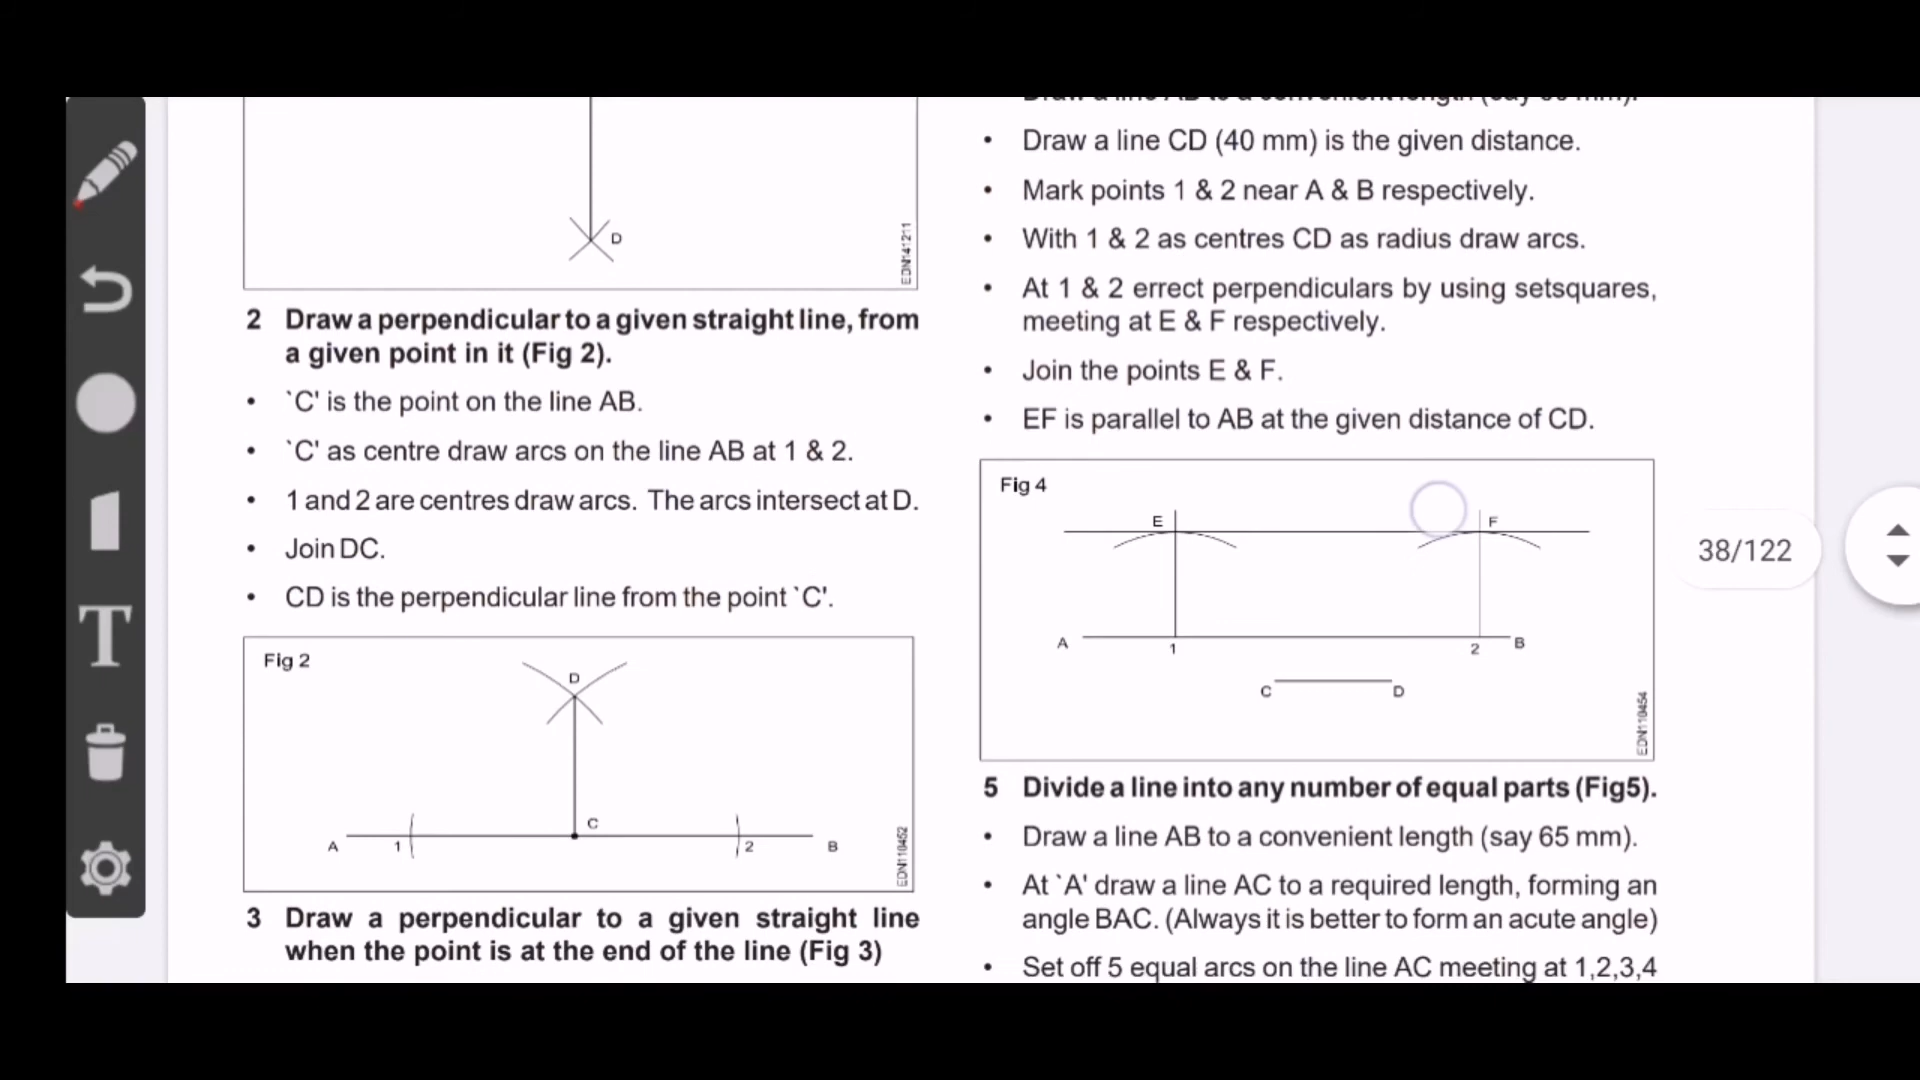 D
EDN141211
2 Draw a perpendicular to a given straight line, from
a given point in it (Fig 2).
• `C' is the point on the line AB.
• `C' as centre draw arcs on the line AB at 1 & 2.
• 1 and 2 are centres draw arcs. The arcs intersect at D.
• Join DC.
• CD is the perpendicular line from the point `C'.
Fig 2
D
C
A 1 2 B
EDN110452
3 Draw a perpendicular to a given straight line
when the point is at the end of the line (Fig 3)
Draw a line AB to a convenient length (say mm).
• Draw a line CD (40 mm) is the given distance.
• Mark points 1 & 2 near A & B respectively.
• With 1 & 2 as centres CD as radius draw arcs.
• At 1 & 2 errect perpendiculars by using setsquares,
meeting at E & F respectively.
• Join the points E & F.
• EF is parallel to AB at the given distance of CD.
Fig 4
E F
A 1 2 B
C D
EDN110454
5 Divide a line into any number of equal parts (Fig5).
• Draw a line AB to a convenient length (say 65 mm).
• At `A' draw a line AC to a required length, forming an
angle BAC. (Always it is better to form an acute angle)
• Set off 5 equal arcs on the line AC meeting at 1,2,3,4
38/122
T